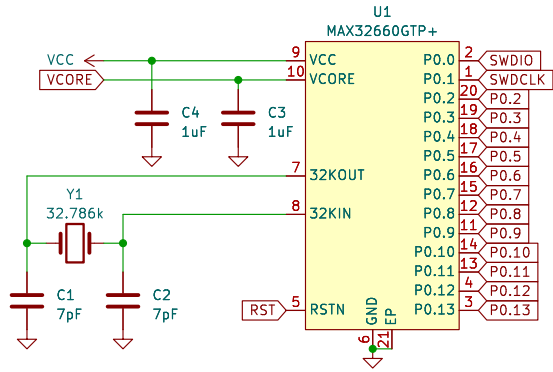 U1
MAX32660GTP+
VCC 9 VCC P0.0 2 SWDIO
VCORE 10 VCORE P0.1 1 SWDCLK
P0.2 20 P0.2
P0.3 19 P0.3
C4 C3 P0.4 18 P0.4
1uF 1uF
P0.5 17 P0.5
7 32KOUT P0.6 16 P0.6
Y1 P0.7 15 P0.7
32.786k 8 32KIN P0.8 12 P0.8
P0.9 11 P0.9
P0.10 14 P0.10
P0.11 13 P0.11
C1 C2 P0.12 4 P0.12
7pF 7pF RST 5 RSTN P0.13 3 P0.13
GND EP
6 21